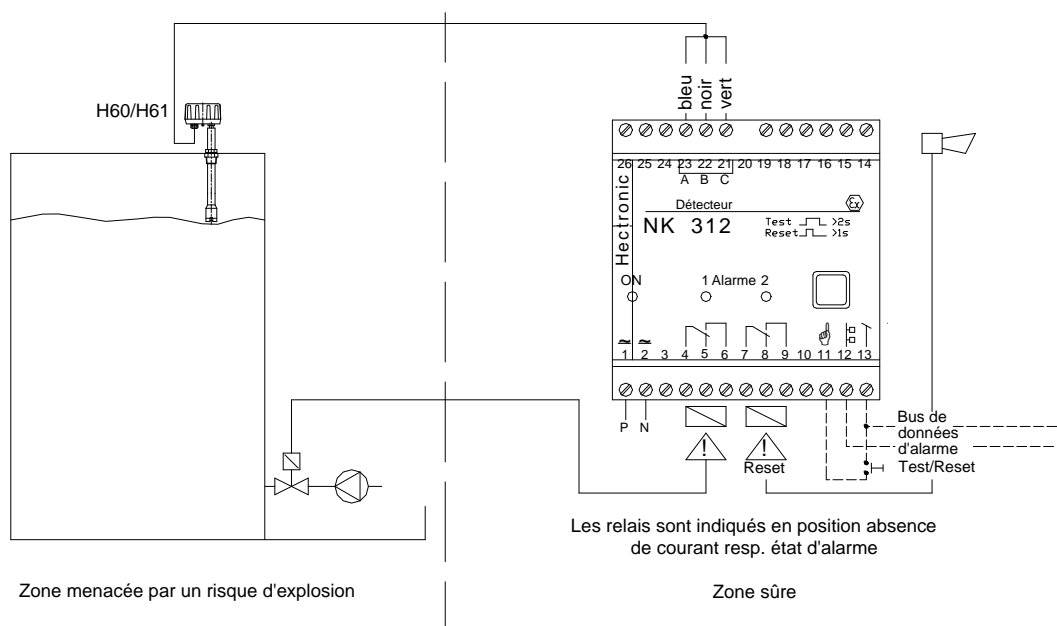 bleu
noir
vert
H60/H61
26 25 24 23 22 21 20 19 18 17 16 15 14
A B C
Hectronic
Détecteur
Ex
NK 312
Test >2s
Reset >1s
ON
1 Alarme 2
1 2 3 4 5 6 7 8 9 10 11 12 13
P N
!
!
Reset
Bus de
données
d'alarme
Test/Reset
Les relais sont indiqués en position absence
de courant resp. état d'alarme
Zone menacée par un risque d'explosion
Zone sûre